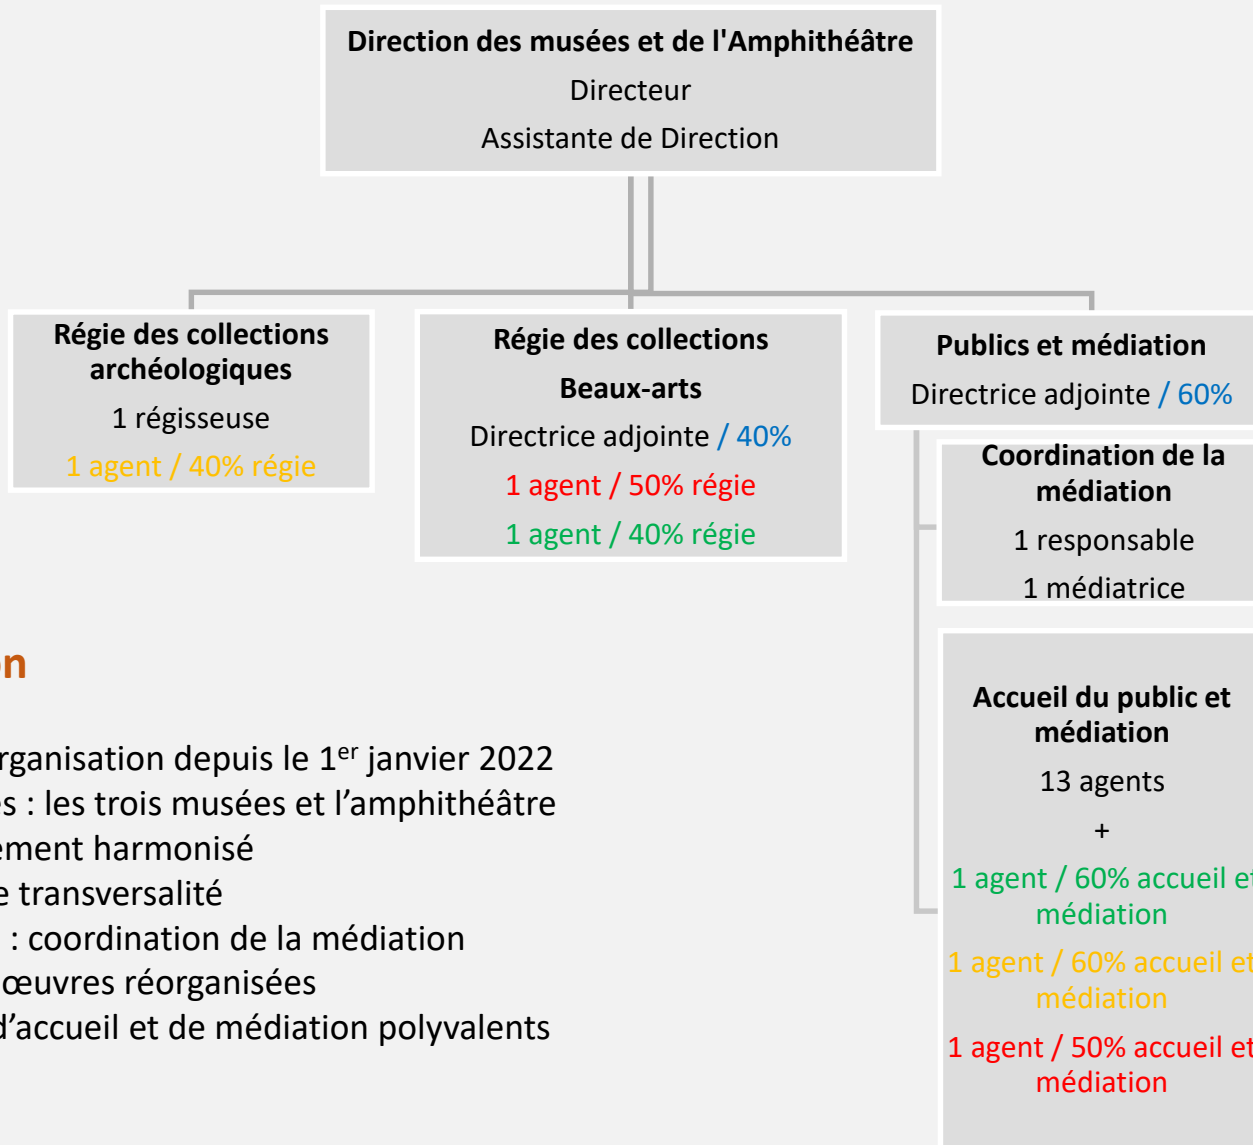 Direction des musées et de l'Amphithéâtre
Directeur
Assistante de Direction
Régie des collections
archéologiques
1 régisseuse
1 agent / 40% régie
Régie des collections
Beaux-arts
Directrice adjointe / 40%
1 agent / 50% régie
1 agent / 40% régie
Publics et médiation
Directrice adjointe / 60%
Coordination de la
médiation
1 responsable
1 médiatrice
Accueil du public et
médiation
13 agents
+
1 agent / 60% accueil et
médiation
1 agent / 60% accueil et
médiation
1 agent / 50% accueil et
médiation
on
rganisation depuis le 1er janvier 2022
es : les trois musées et l’amphithéâtre
ement harmonisé
e transversalité
: coordination de la médiation
œuvres réorganisées
d’accueil et de médiation polyvalents